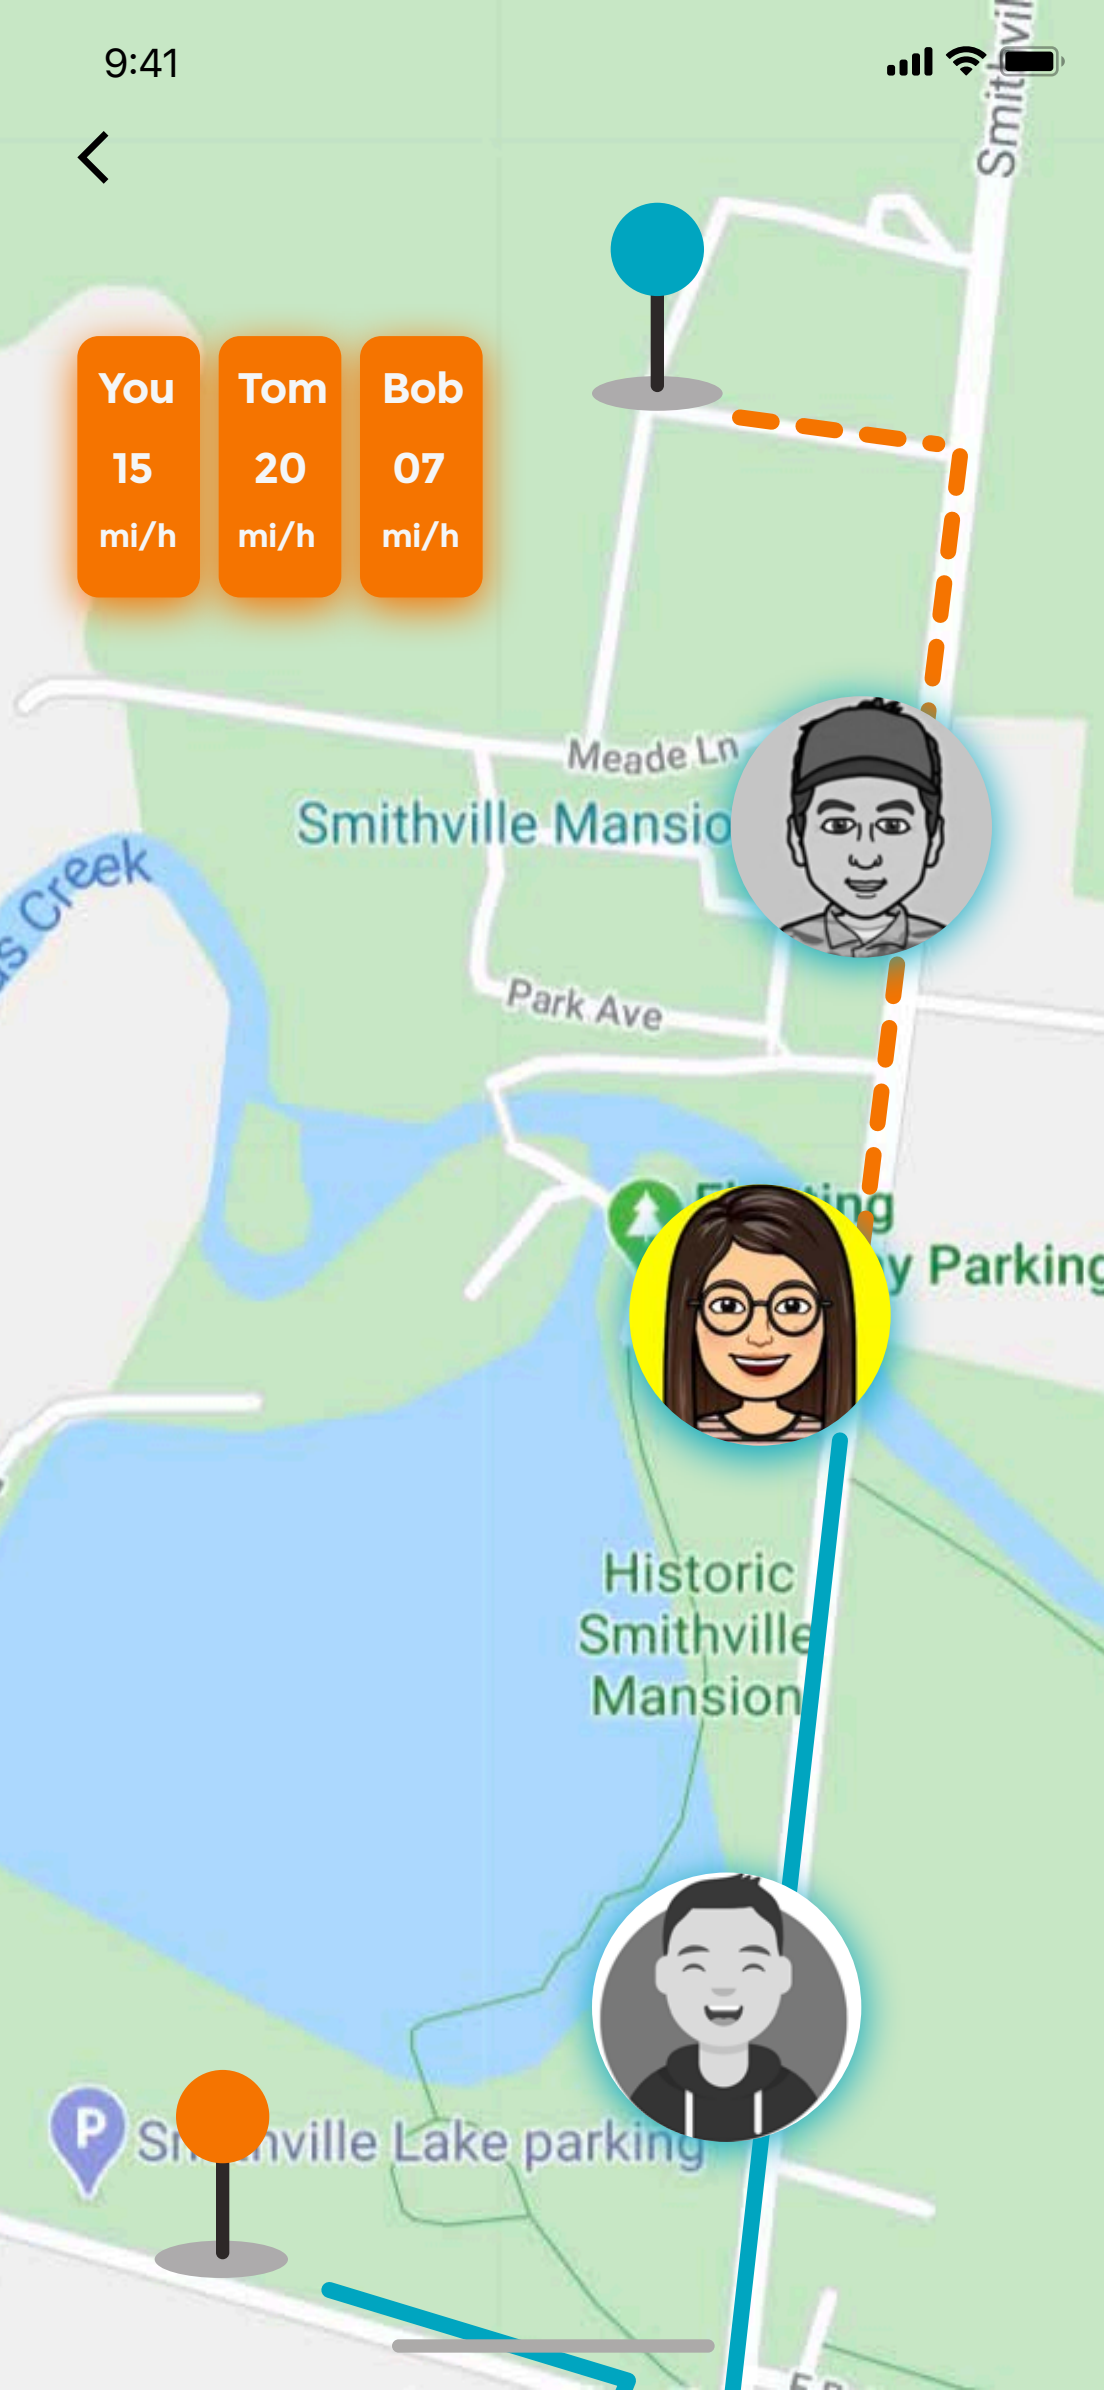 9:41
Smithvil
You Tom Bob
15 20 07
mi/h mi/h mi/h
Meade Ln
Smithville Mansio
s Creek
Park Ave
y Parking
Historic
Smithville
Mansion
P
Lake parking